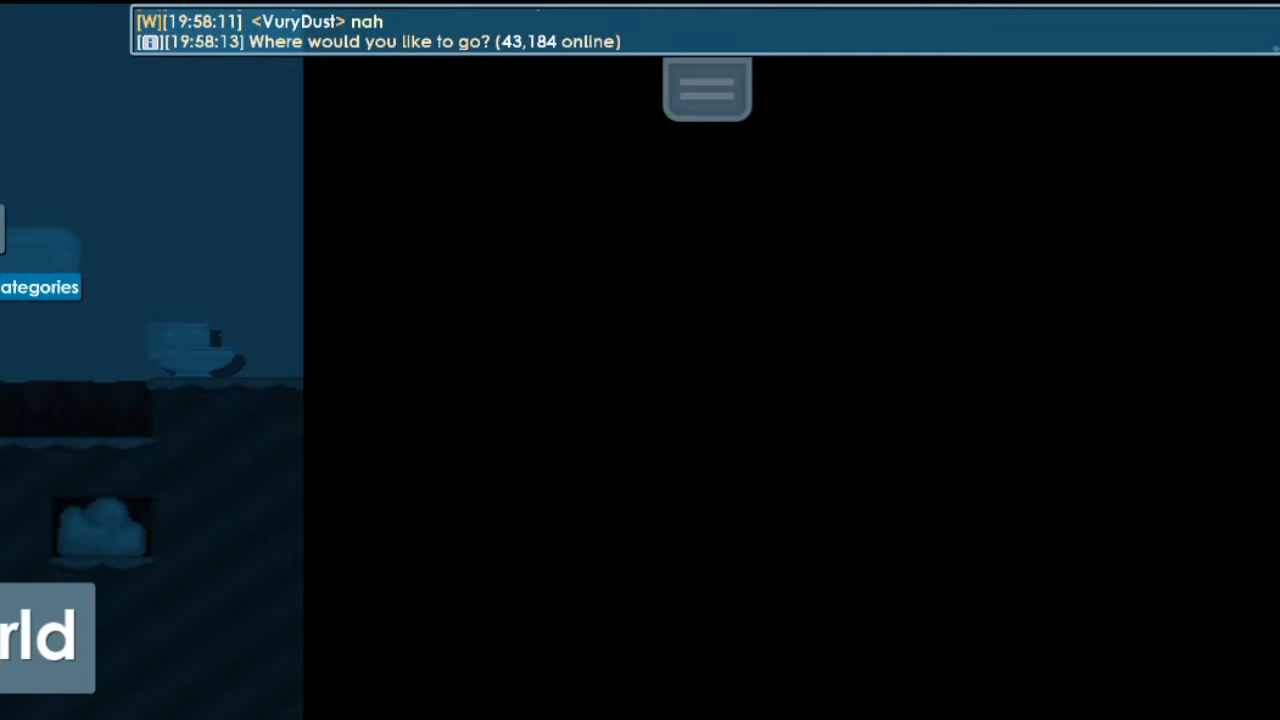 [W][19:58:11] <VuryDust> nah
[19:58:13] Where would you like to go? (43,184 online)
ategories
rld